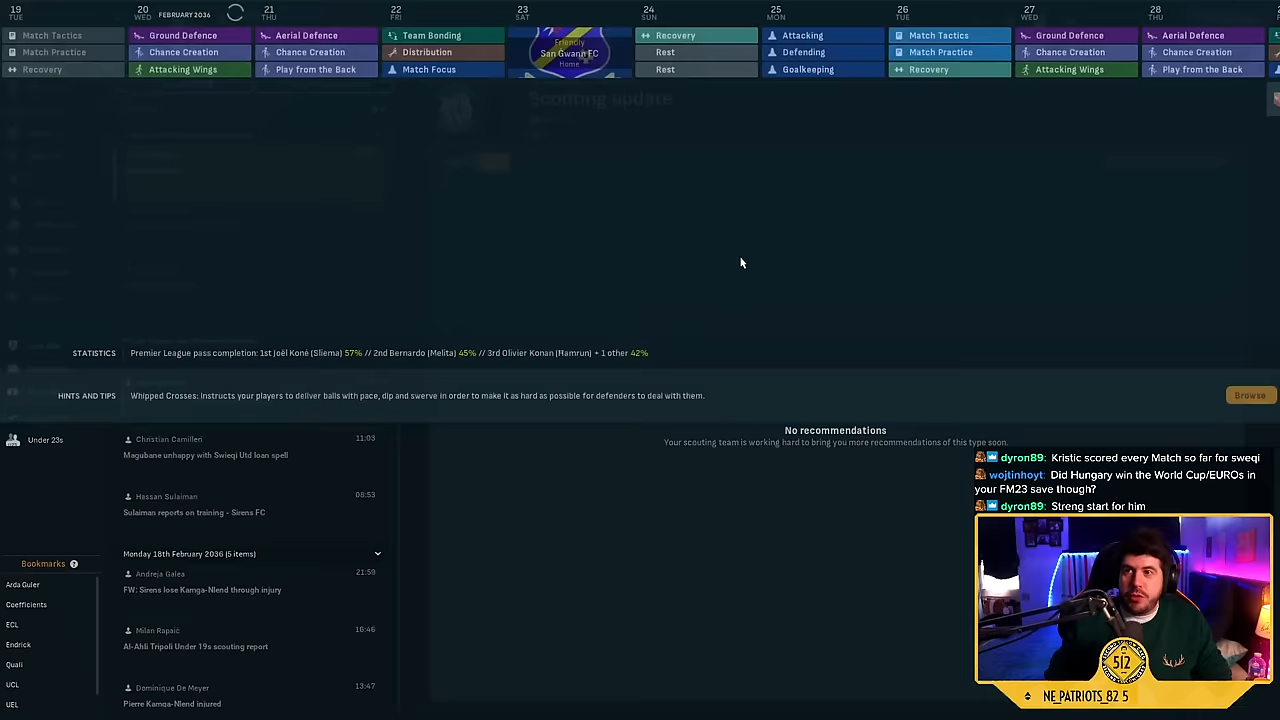 19
TUE
20
WED
FEBRUARY 2036
21
THU
22
FRI
23
SAT
24
SUN
25
MON
26
TUE
27
WED
28
THU
Match Tactics
Ground Defence
Aerial Defence
Team Bonding
Friendly
San Gwann FC
Home
Recovery
Attacking
Match Tactics
Ground Defence
Aerial Defence
Match Practice
Chance Creation
Chance Creation
Distribution
Rest
Defending
Match Practice
Chance Creation
Chance Creation
Recovery
Attacking Wings
Play from the Back
Match Focus
Rest
Goalkeeping
Recovery
Attacking Wings
Play from the Back
Scouting update
STATISTICS
Premier League pass completion: 1st Joël Koné (Sliema) 57% // 2nd Bernardo (Melita) 45% // 3rd Olivier Konan (Ħamrun) + 1 other 42%
HINTS AND TIPS
Whipped Crosses: Instructs your players to deliver balls with pace, dip and swerve in order to make it as hard as possible for defenders to deal with them.
Browse
Under 23s
Christian Camilleri
11:03
Magubane unhappy with Swieqi Utd loan spell
Hassan Sulaiman
08:53
Sulaiman reports on training - Sirens FC
Monday 18th February 2036 (5 items)
Andreja Galea
21:59
FW: Sirens lose Kamga-Nlend through injury
Milan Rapaić
16:46
Al-Ahli Tripoli Under 19s scouting report
Dominique De Meyer
13:47
Pierre Kamga-Nlend injured
Bookmarks ?
Arda Guler
Coefficients
ECL
Endrick
Quali
UCL
UEL
No recommendations
Your scouting team is working hard to bring you more recommendations of this type soon.
dyron89: Kristic scored every Match so far for sweqi
wojtinhoyt: Did Hungary win the World Cup/EUROs in
your FM23 save though?
dyron89: Streng start for him
512
NE_PATRIOTS_82 5